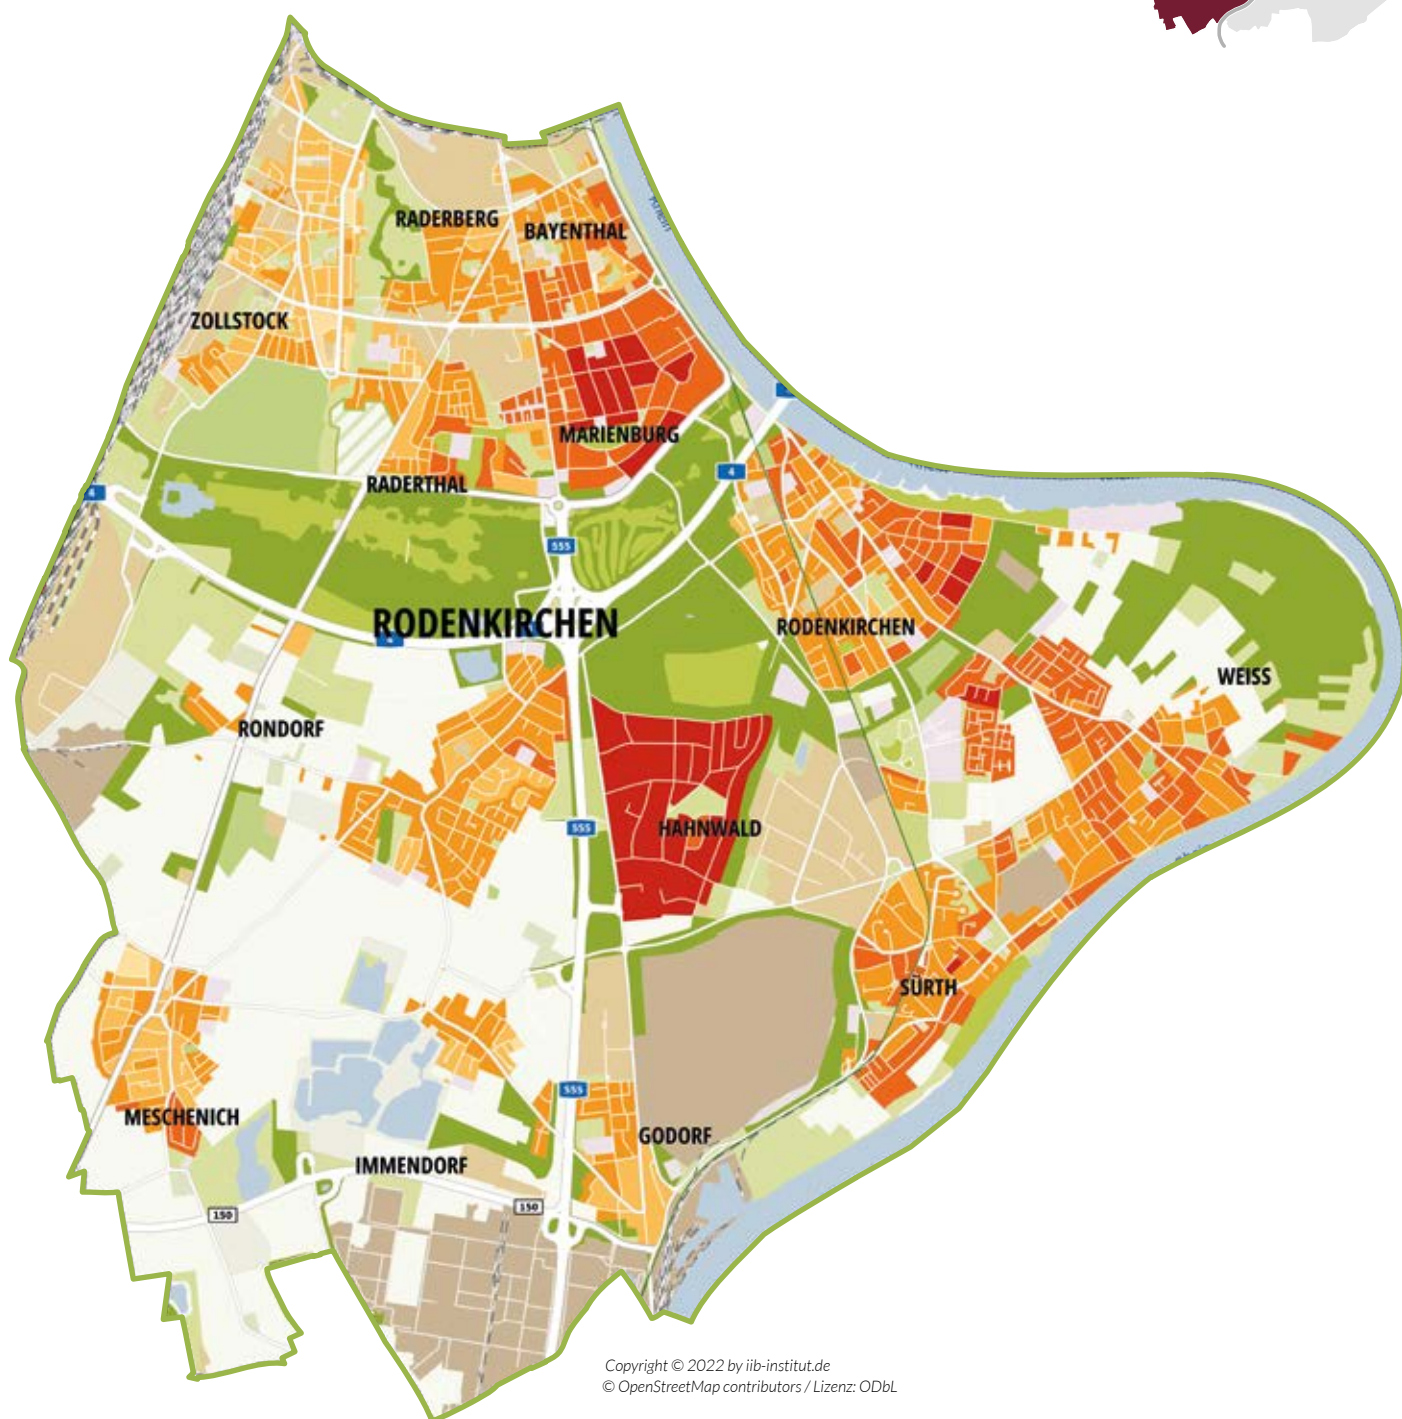 RADERBERG
BAYENTHAL
ZOLLSTOCK
MARIENBURG
4
RADERTHAL
4
555
RODENKIRCHEN
4
RODENKIRCHEN
WEISS
RONDORF
555
HAHNWALD
SÜRTH
555
MESCHENICH
GODORF
IMMENDORF
150
150
Copyright © 2022 by iib-institut.de
© OpenStreetMap contributors / Lizenz: ODbL